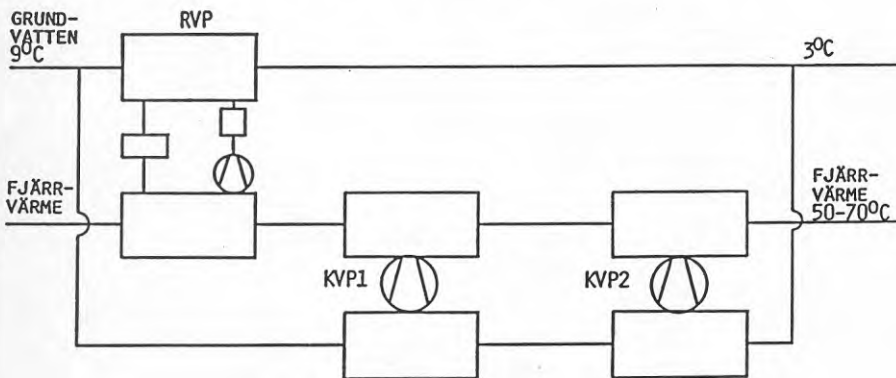 GRUND-
VATTEN
9°C
RVP
3°C
FJÄRR-
VÄRME
FJÄRR-
VÄRME
50-70°C
KVP1
KVP2